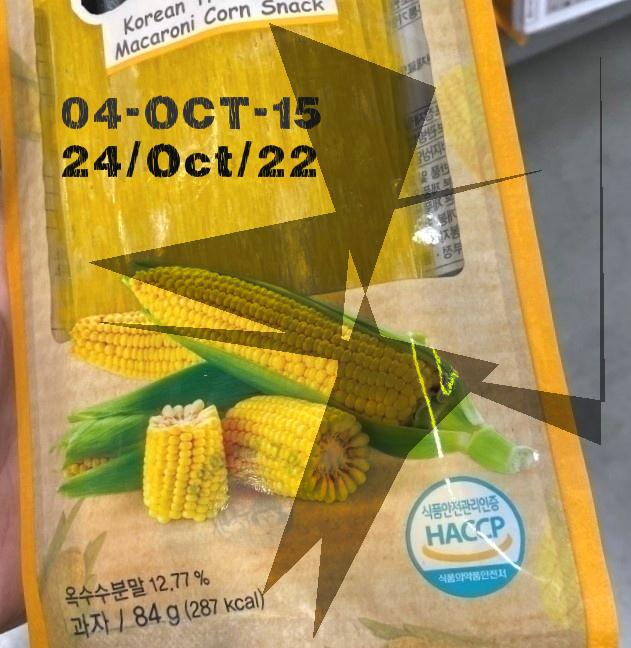 Korean
Macaroni Corn Snack
04-OCT-15
24/Oct/22
식품안전관리인증
HACCP
식품의약품안전처
옥수수분말 12.77 %
과자 / 84 g (287 kcal)